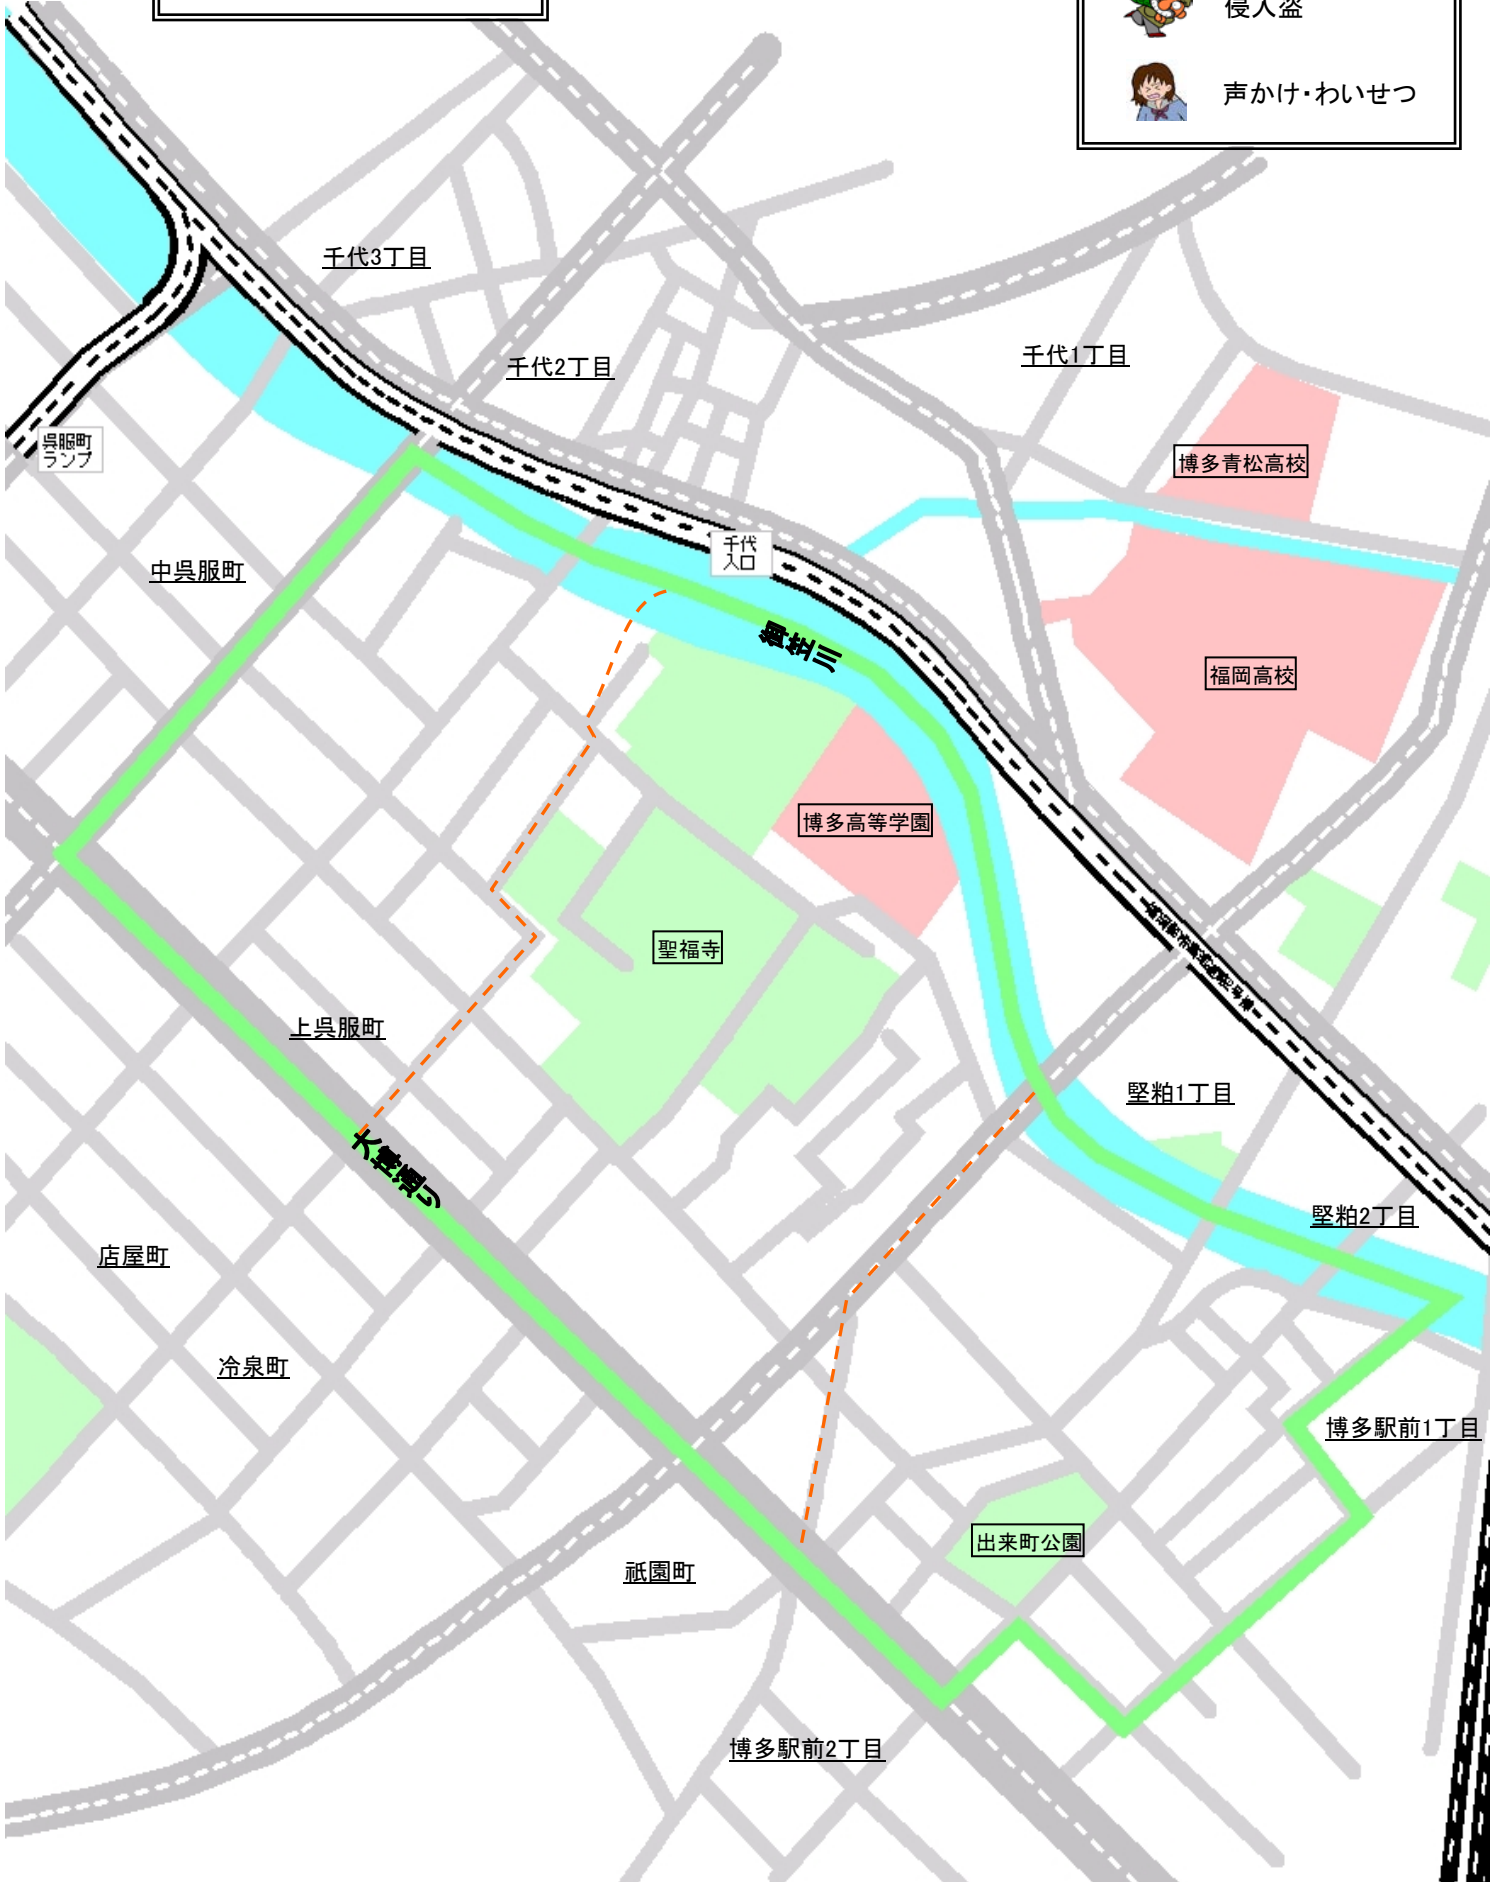 侵入盗
声かけ・わいせつ
千代3丁目
千代2丁目
千代1丁目
呉服町
ランプ
博多青松高校
千代
入口
中呉服町
御笠川
福岡高校
博多高等学園
聖福寺
上呉服町
堅粕1丁目
大博通り
堅粕2丁目
店屋町
冷泉町
博多駅前1丁目
出来町公園
祇園町
博多駅前2丁目